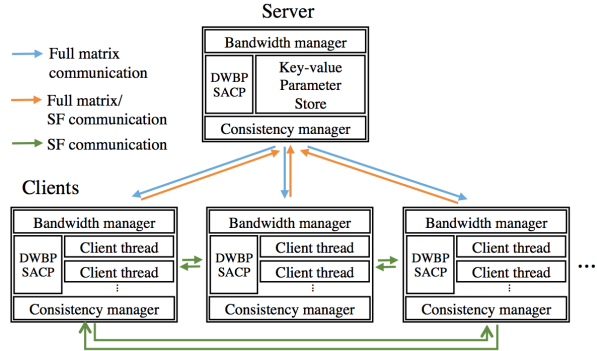 Server
Bandwidth manager
DWBP
SACP
Key-value
Parameter
Store
Consistency manager
Full matrix
communication
Full matrix/
SF communication
SF communication
Clients
Bandwidth manager
DWBP
SACP
Client thread
Client thread
...
Consistency manager
Bandwidth manager
DWBP
SACP
Client thread
Client thread
...
Consistency manager
Bandwidth manager
DWBP
SACP
Client thread
Client thread
...
Consistency manager
...